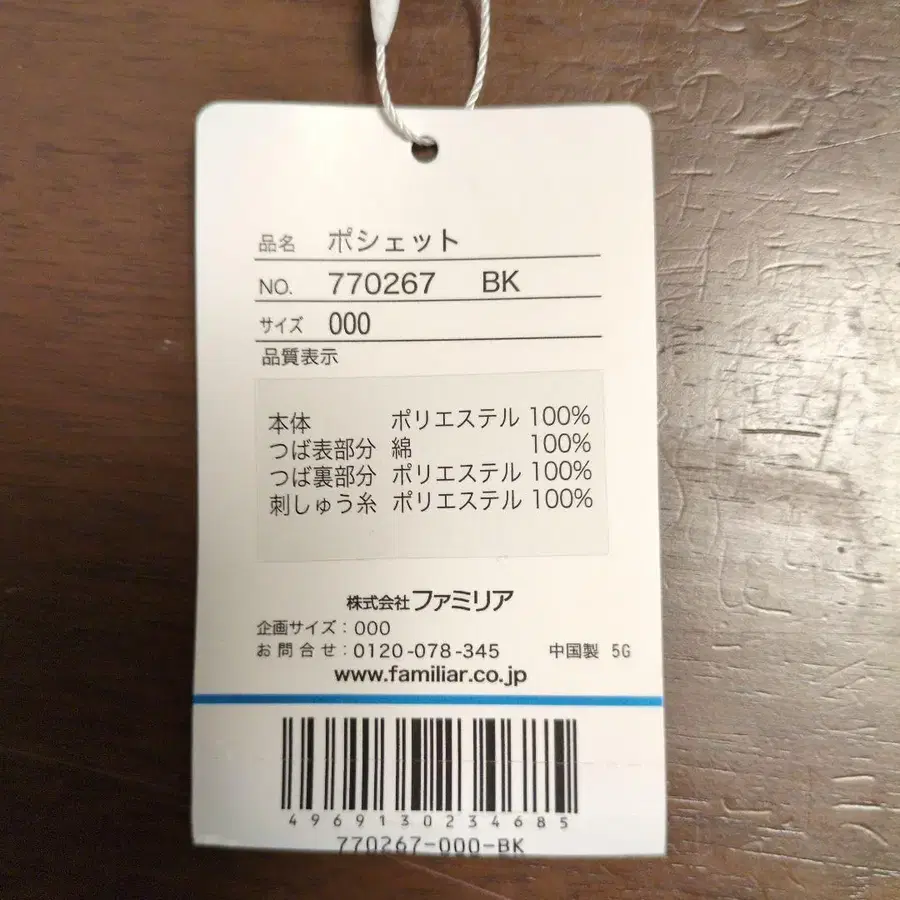 品名 ポシェット
NO. 770267 BK
サイズ 000
品質表示
本体 ポリエステル 100%
つば表部分 綿 100%
つば裏部分 ポリエステル 100%
刺しゅう糸 ポリエステル 100%
株式会社ファミリア
企画サイズ：000
お問合せ：0120-078-345 中国製 5G
www.familiar.co.jp
4969130234685
770267-000-BK